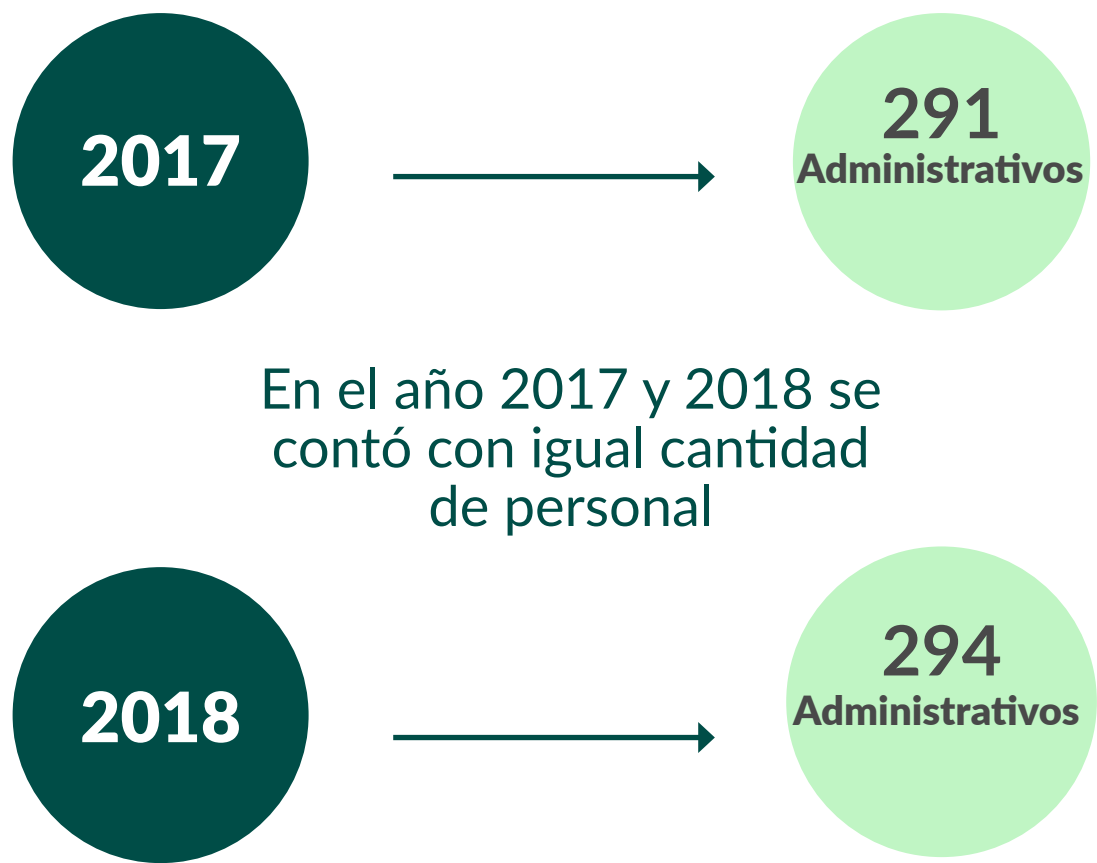 2017
291
Administrativos
En el año 2017 y 2018 se
contó con igual cantidad
de personal
2018
294
Administrativos